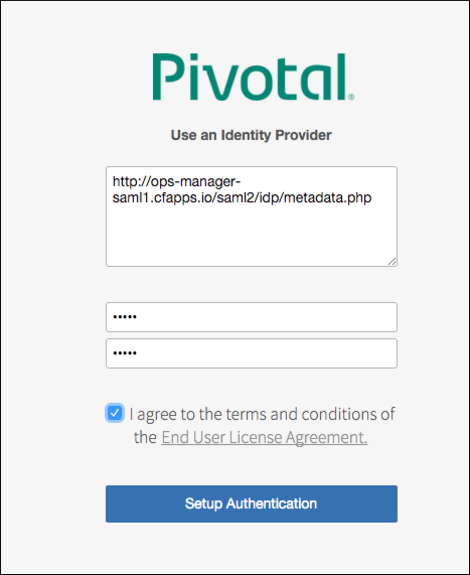 Pivotal®
Use an Identity Provider
http://ops-manager-
saml1.cfapps.io/saml2/idp/metadata.php
•••••
•••••
I agree to the terms and conditions of
the End User License Agreement.
Setup Authentication